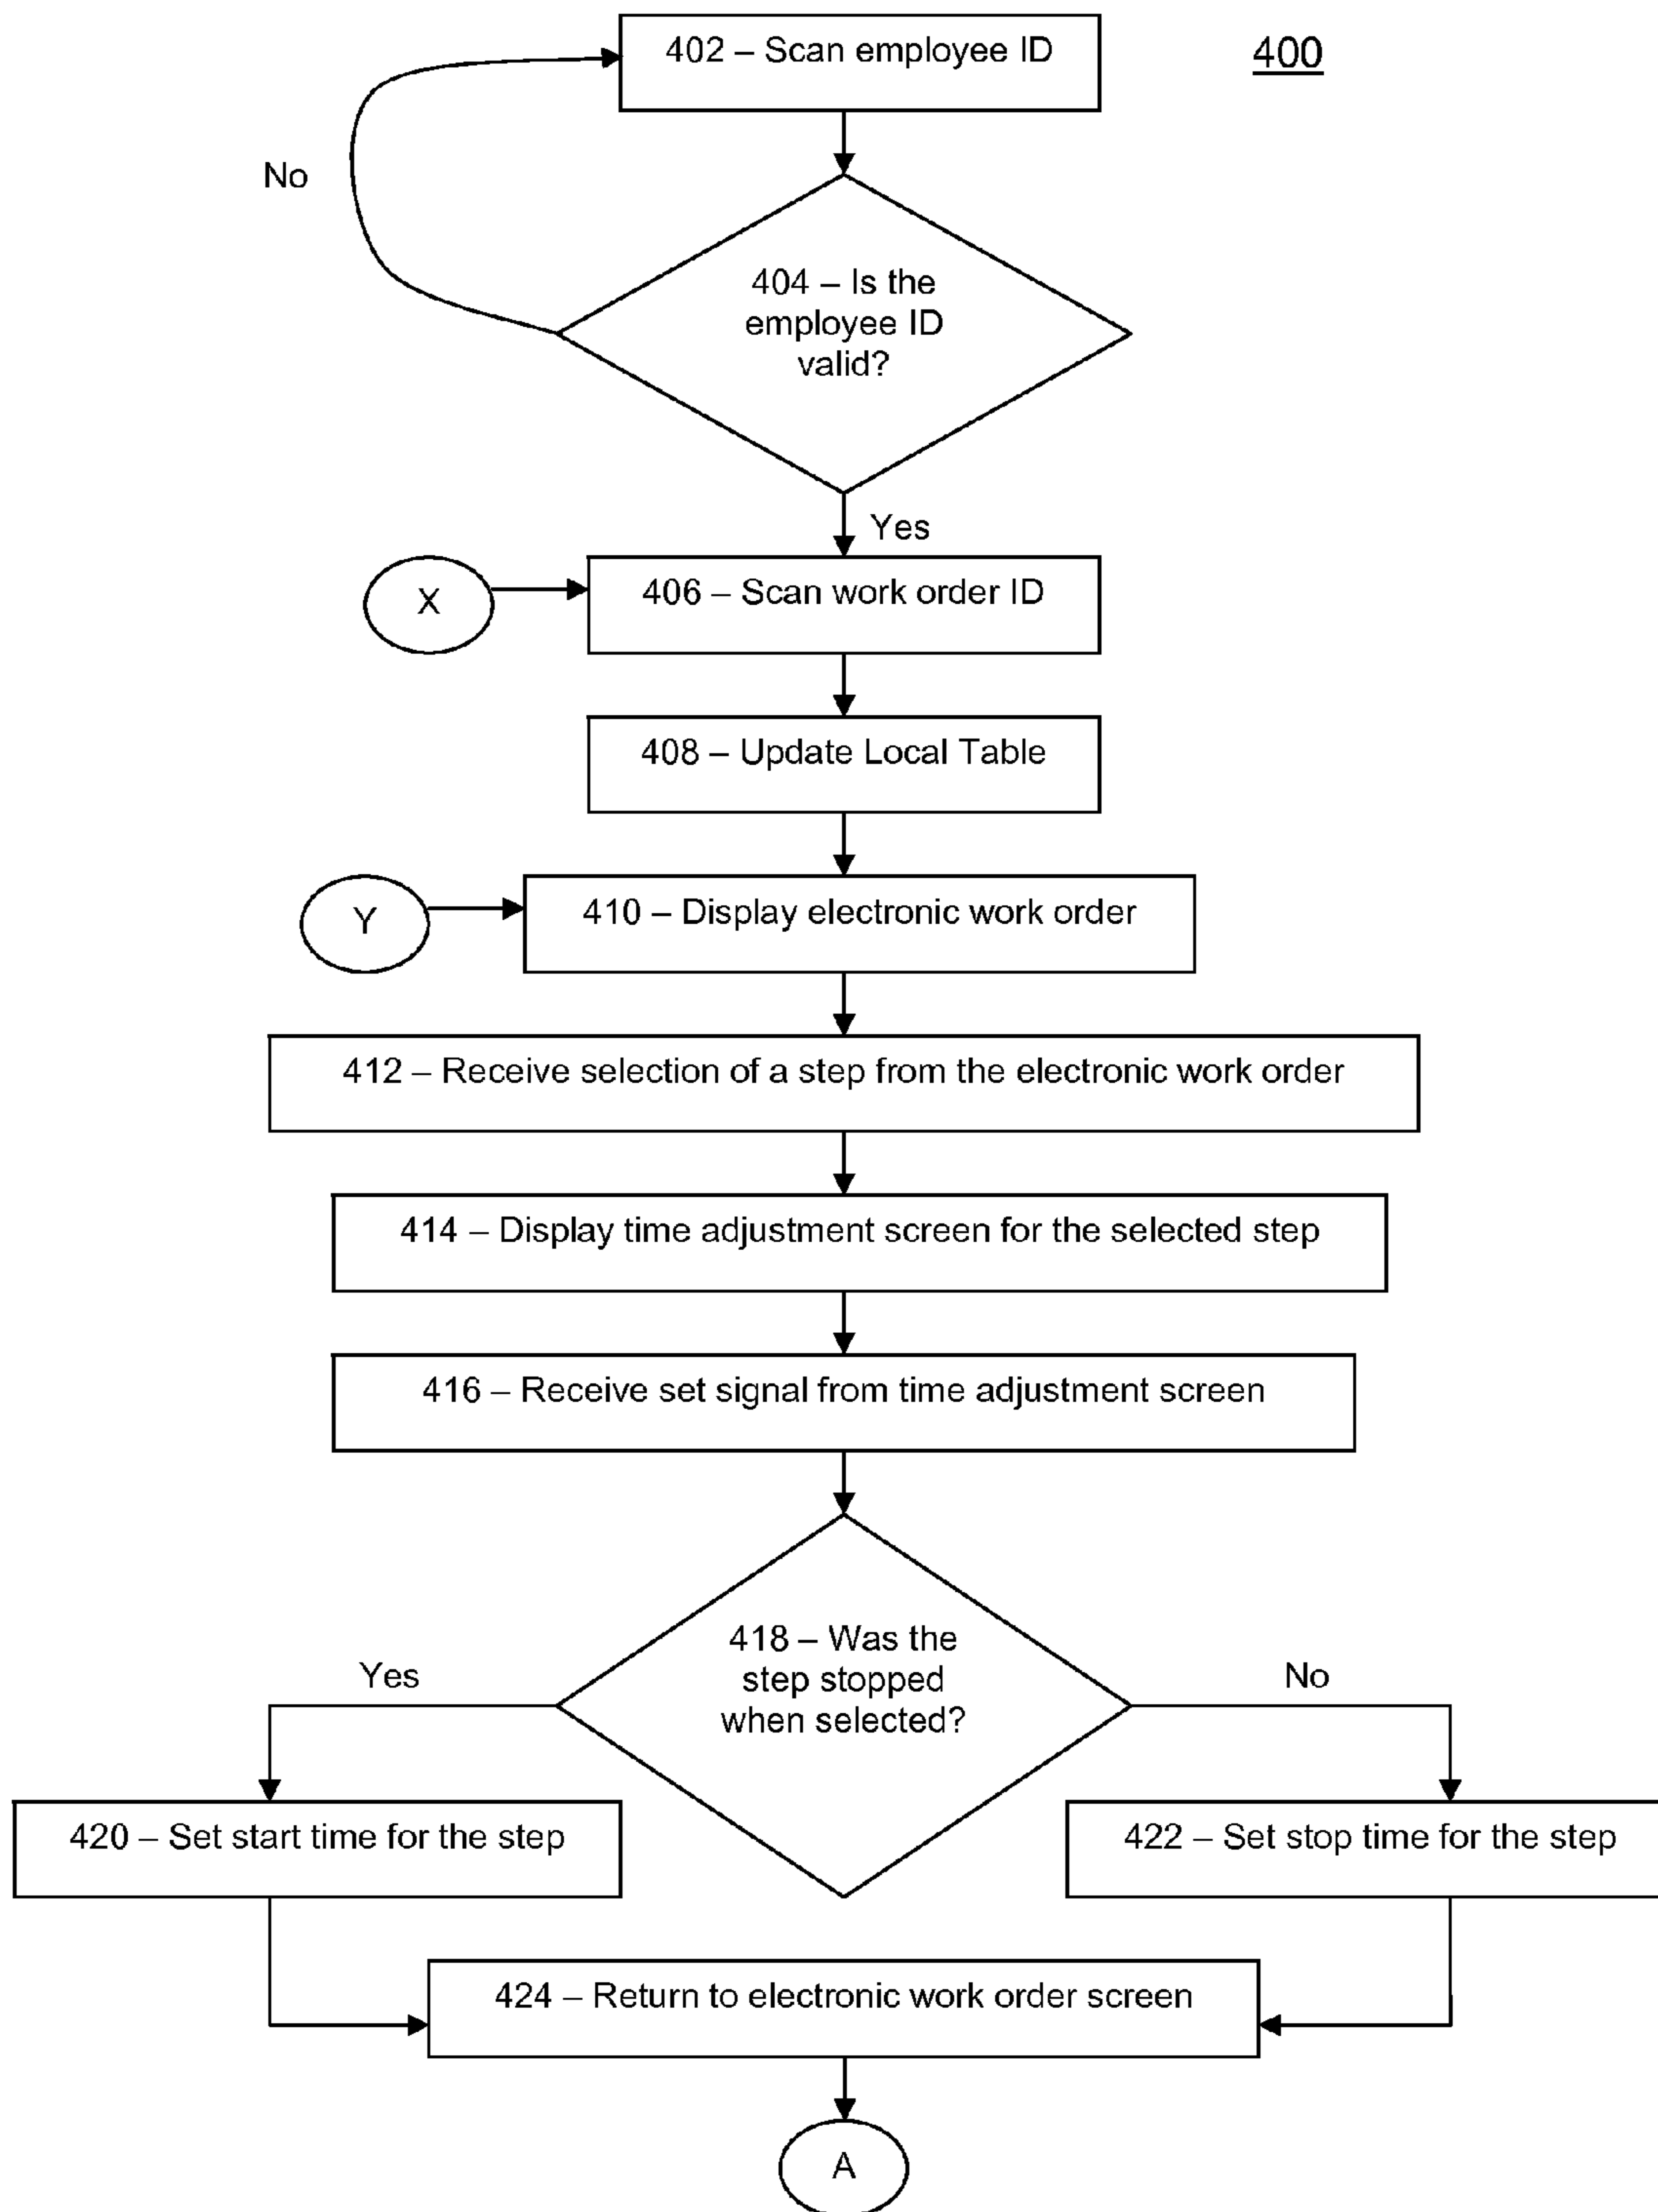 402 – Scan employee ID
400
No
404 – Is the
employee ID
valid?
Yes
X
406 – Scan work order ID
408 – Update Local Table
Y
410 – Display electronic work order
412 – Receive selection of a step from the electronic work order
414 – Display time adjustment screen for the selected step
416 – Receive set signal from time adjustment screen
418 – Was the
step stopped
when selected?
Yes
No
420 – Set start time for the step
422 – Set stop time for the step
424 – Return to electronic work order screen
A